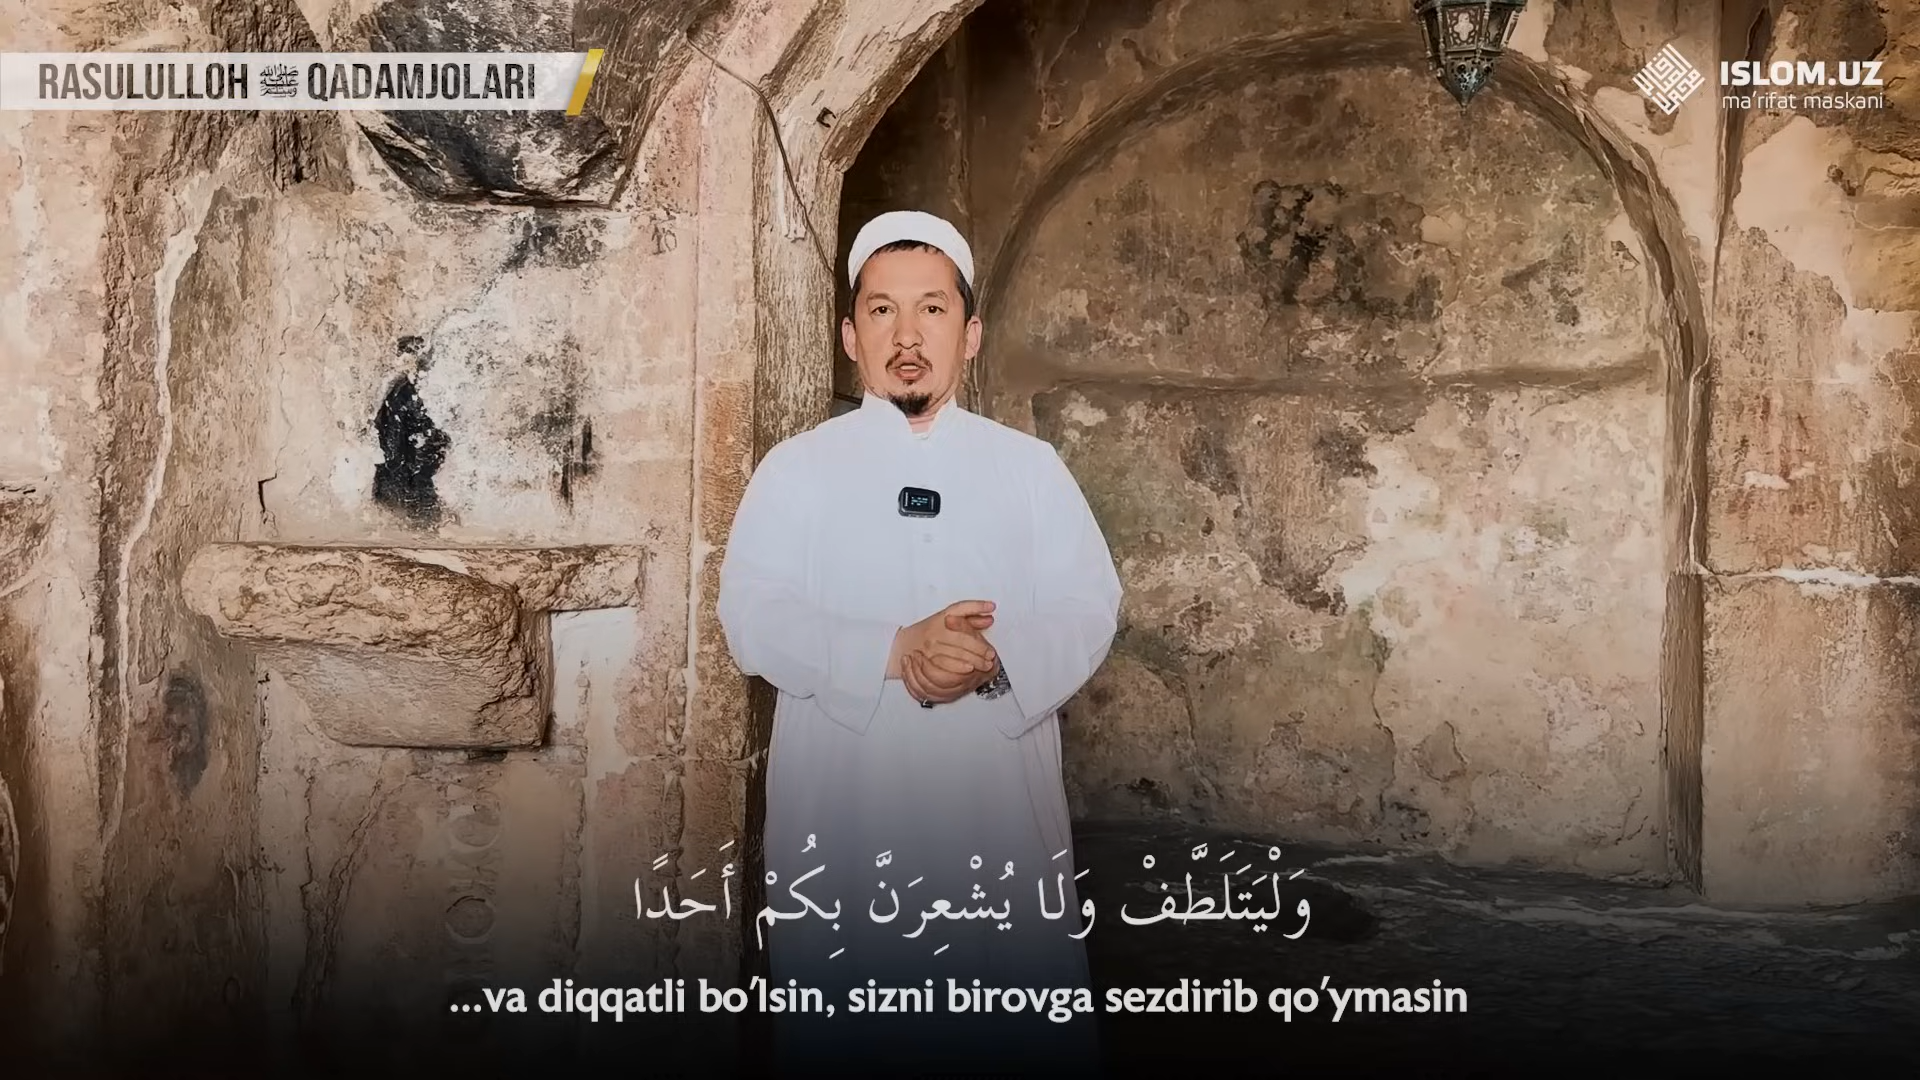 RASULULLOH ﷺ QADAMJOLARI
ISLOM.UZ
ma'rifat maskani
وَلْيَتَلَطَّفْ وَلَا يُشْعِرَنَّ بِكُمْ أَحَدًا
...va diqqatli bo'lsin, sizni birovga sezdirib qo'ymasin